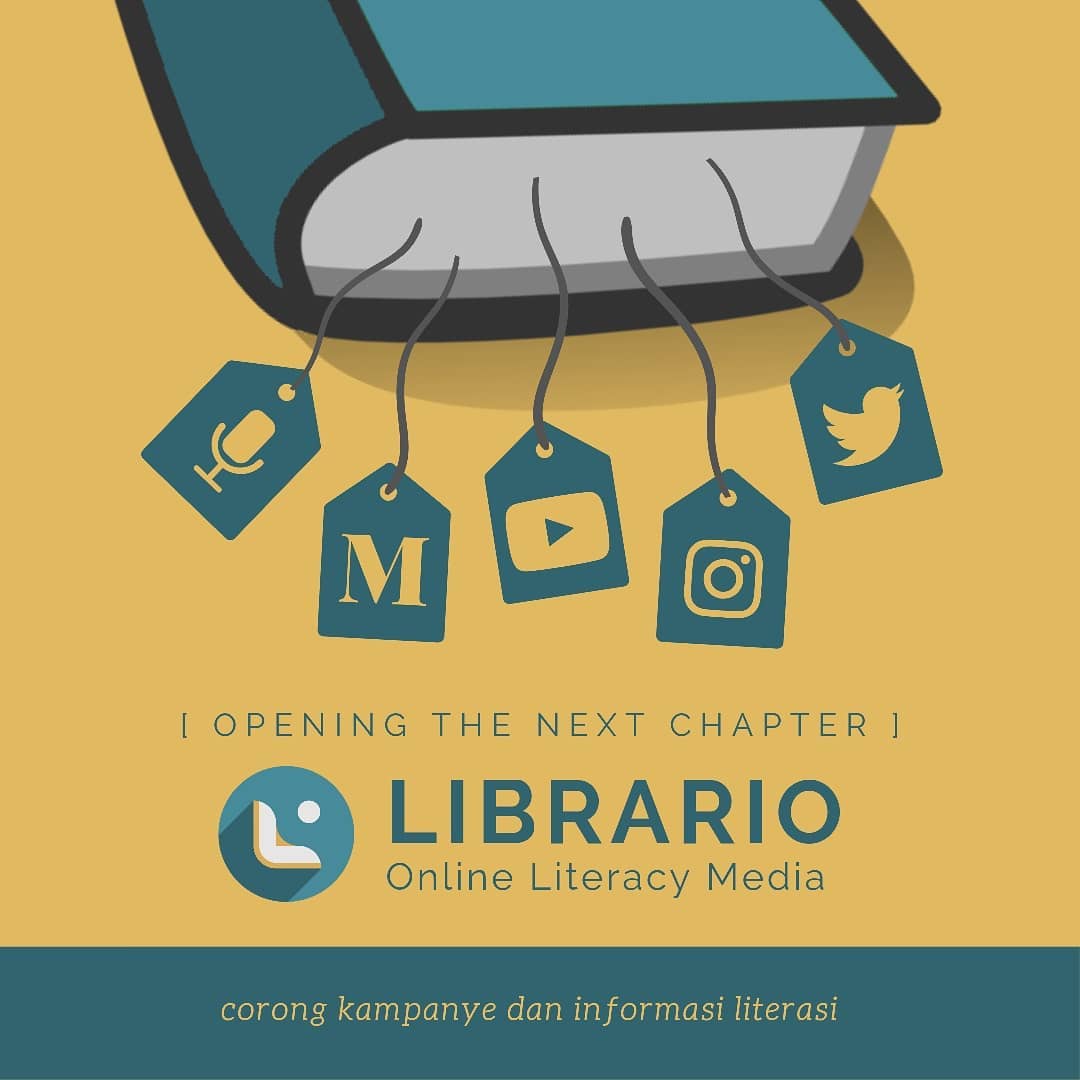 M
[ OPENING THE NEXT CHAPTER ]
LIBRARIO
Online Literacy Media
corong kampanye dan informasi literasi